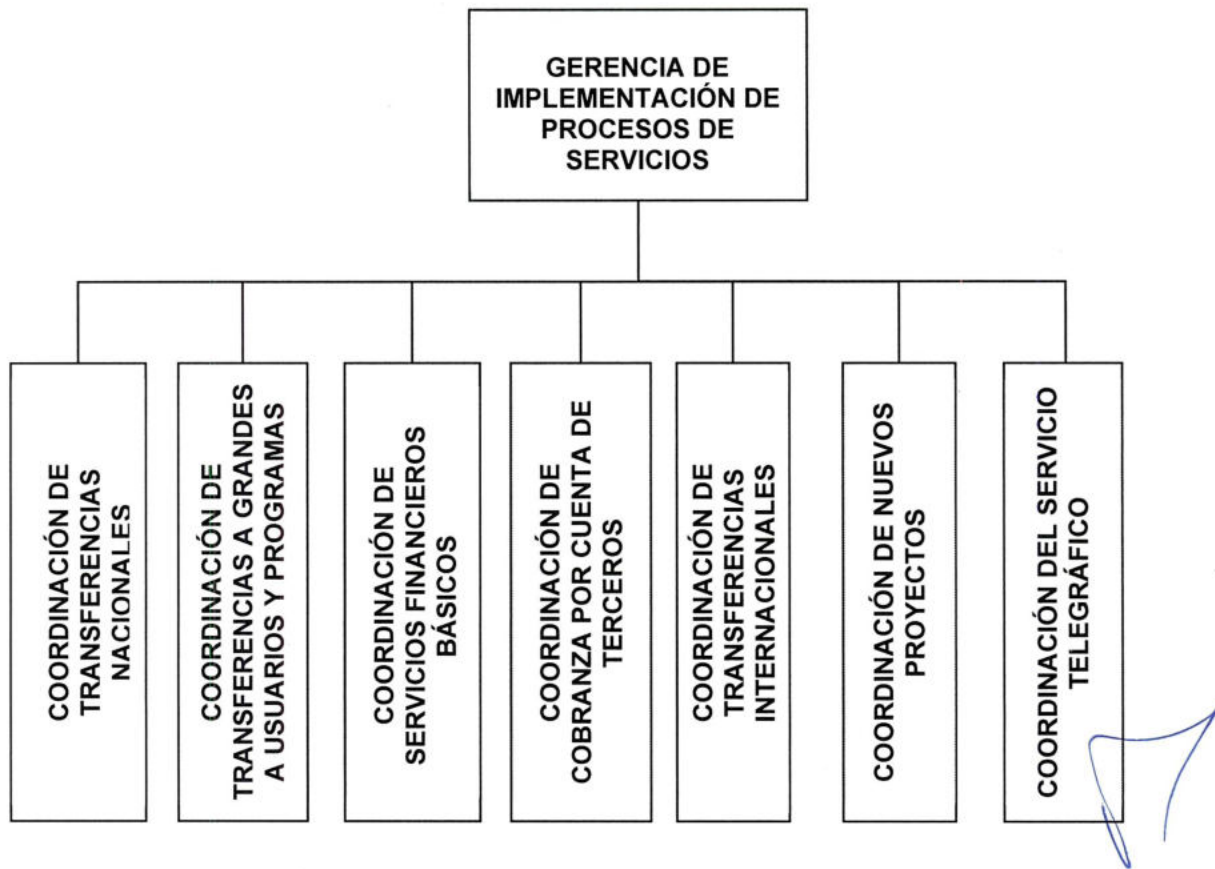 GERENCIA DE
IMPLEMENTACIÓN DE
PROCESOS DE
SERVICIOS
COORDINACIÓN DE
TRANSFERENCIAS
NACIONALES
COORDINACIÓN DE
TRANSFERENCIAS A GRANDES
A USUARIOS Y PROGRAMAS
COORDINACIÓN DE
SERVICIOS FINANCIEROS
BÁSICOS
COORDINACIÓN DE
COBRANZA POR CUENTA DE
TERCEROS
COORDINACIÓN DE
TRANSFERENCIAS
INTERNACIONALES
COORDINACIÓN DE NUEVOS
PROYECTOS
COORDINACIÓN DEL SERVICIO
TELEGRÁFICO